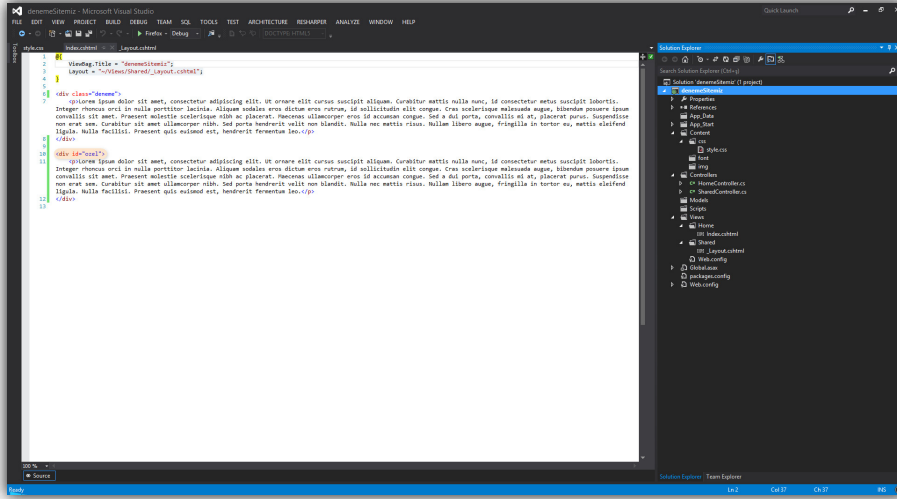 denemeSitemiz - Microsoft Visual Studio
Quick Launch
FILE EDIT VIEW PROJECT BUILD DEBUG TEAM SQL TOOLS TEST ARCHITECTURE RESHARPER ANALYZE WINDOW HELP
Firefox Debug DOCTYPE: HTML5
Toolbox
style.css Index.cshtml _Layout.cshtml
1 @{
2 ViewBag.Title = "denemeSitemiz";
3 Layout = "~/Views/Shared/_Layout.cshtml";
4 }
5
6 <div class="deneme">
7 <p>Lorem ipsum dolor sit amet, consectetur adipiscing elit. Ut ornare elit cursus suscipit aliquam. Curabitur mattis nulla nunc, id consectetur metus suscipit lobortis.
Integer rhoncus orci in nulla porttitor lacinia. Aliquam sodales eros dictum eros rutrum, id sollicitudin elit congue. Cras scelerisque malesuada augue, bibendum posuere ipsum
convallis sit amet. Praesent molestie scelerisque nibh ac placerat. Maecenas ullamcorper eros id accumsan congue. Sed a dui porta, convallis mi at, placerat purus. Suspendisse
non erat sem. Curabitur sit amet ullamcorper nibh. Sed porta hendrerit velit non blandit. Nulla nec mattis risus. Nullam libero augue, fringilla in tortor eu, mattis eleifend
ligula. Nulla facilisi. Praesent quis euismod est, hendrerit fermentum leo.</p>
8 </div>
9
10 <div id="ozel">
11 <p>Lorem ipsum dolor sit amet, consectetur adipiscing elit. Ut ornare elit cursus suscipit aliquam. Curabitur mattis nulla nunc, id consectetur metus suscipit lobortis.
Integer rhoncus orci in nulla porttitor lacinia. Aliquam sodales eros dictum eros rutrum, id sollicitudin elit congue. Cras scelerisque malesuada augue, bibendum posuere ipsum
convallis sit amet. Praesent molestie scelerisque nibh ac placerat. Maecenas ullamcorper eros id accumsan congue. Sed a dui porta, convallis mi at, placerat purus. Suspendisse
non erat sem. Curabitur sit amet ullamcorper nibh. Sed porta hendrerit velit non blandit. Nulla nec mattis risus. Nullam libero augue, fringilla in tortor eu, mattis eleifend
ligula. Nulla facilisi. Praesent quis euismod est, hendrerit fermentum leo.</p>
12 </div>
13
100 %
Source
Solution Explorer
Search Solution Explorer (Ctrl+ş)
Solution 'denemeSitemiz' (1 project)
denemeSitemiz
Properties
References
App_Data
App_Start
Content
css
style.css
font
img
Controllers
C# HomeController.cs
C# SharedController.cs
Models
Scripts
Views
Home
Index.cshtml
Shared
_Layout.cshtml
Web.config
Global.asax
packages.config
Web.config
Solution Explorer Team Explorer
Ready Ln 2 Col 37 Ch 37 INS